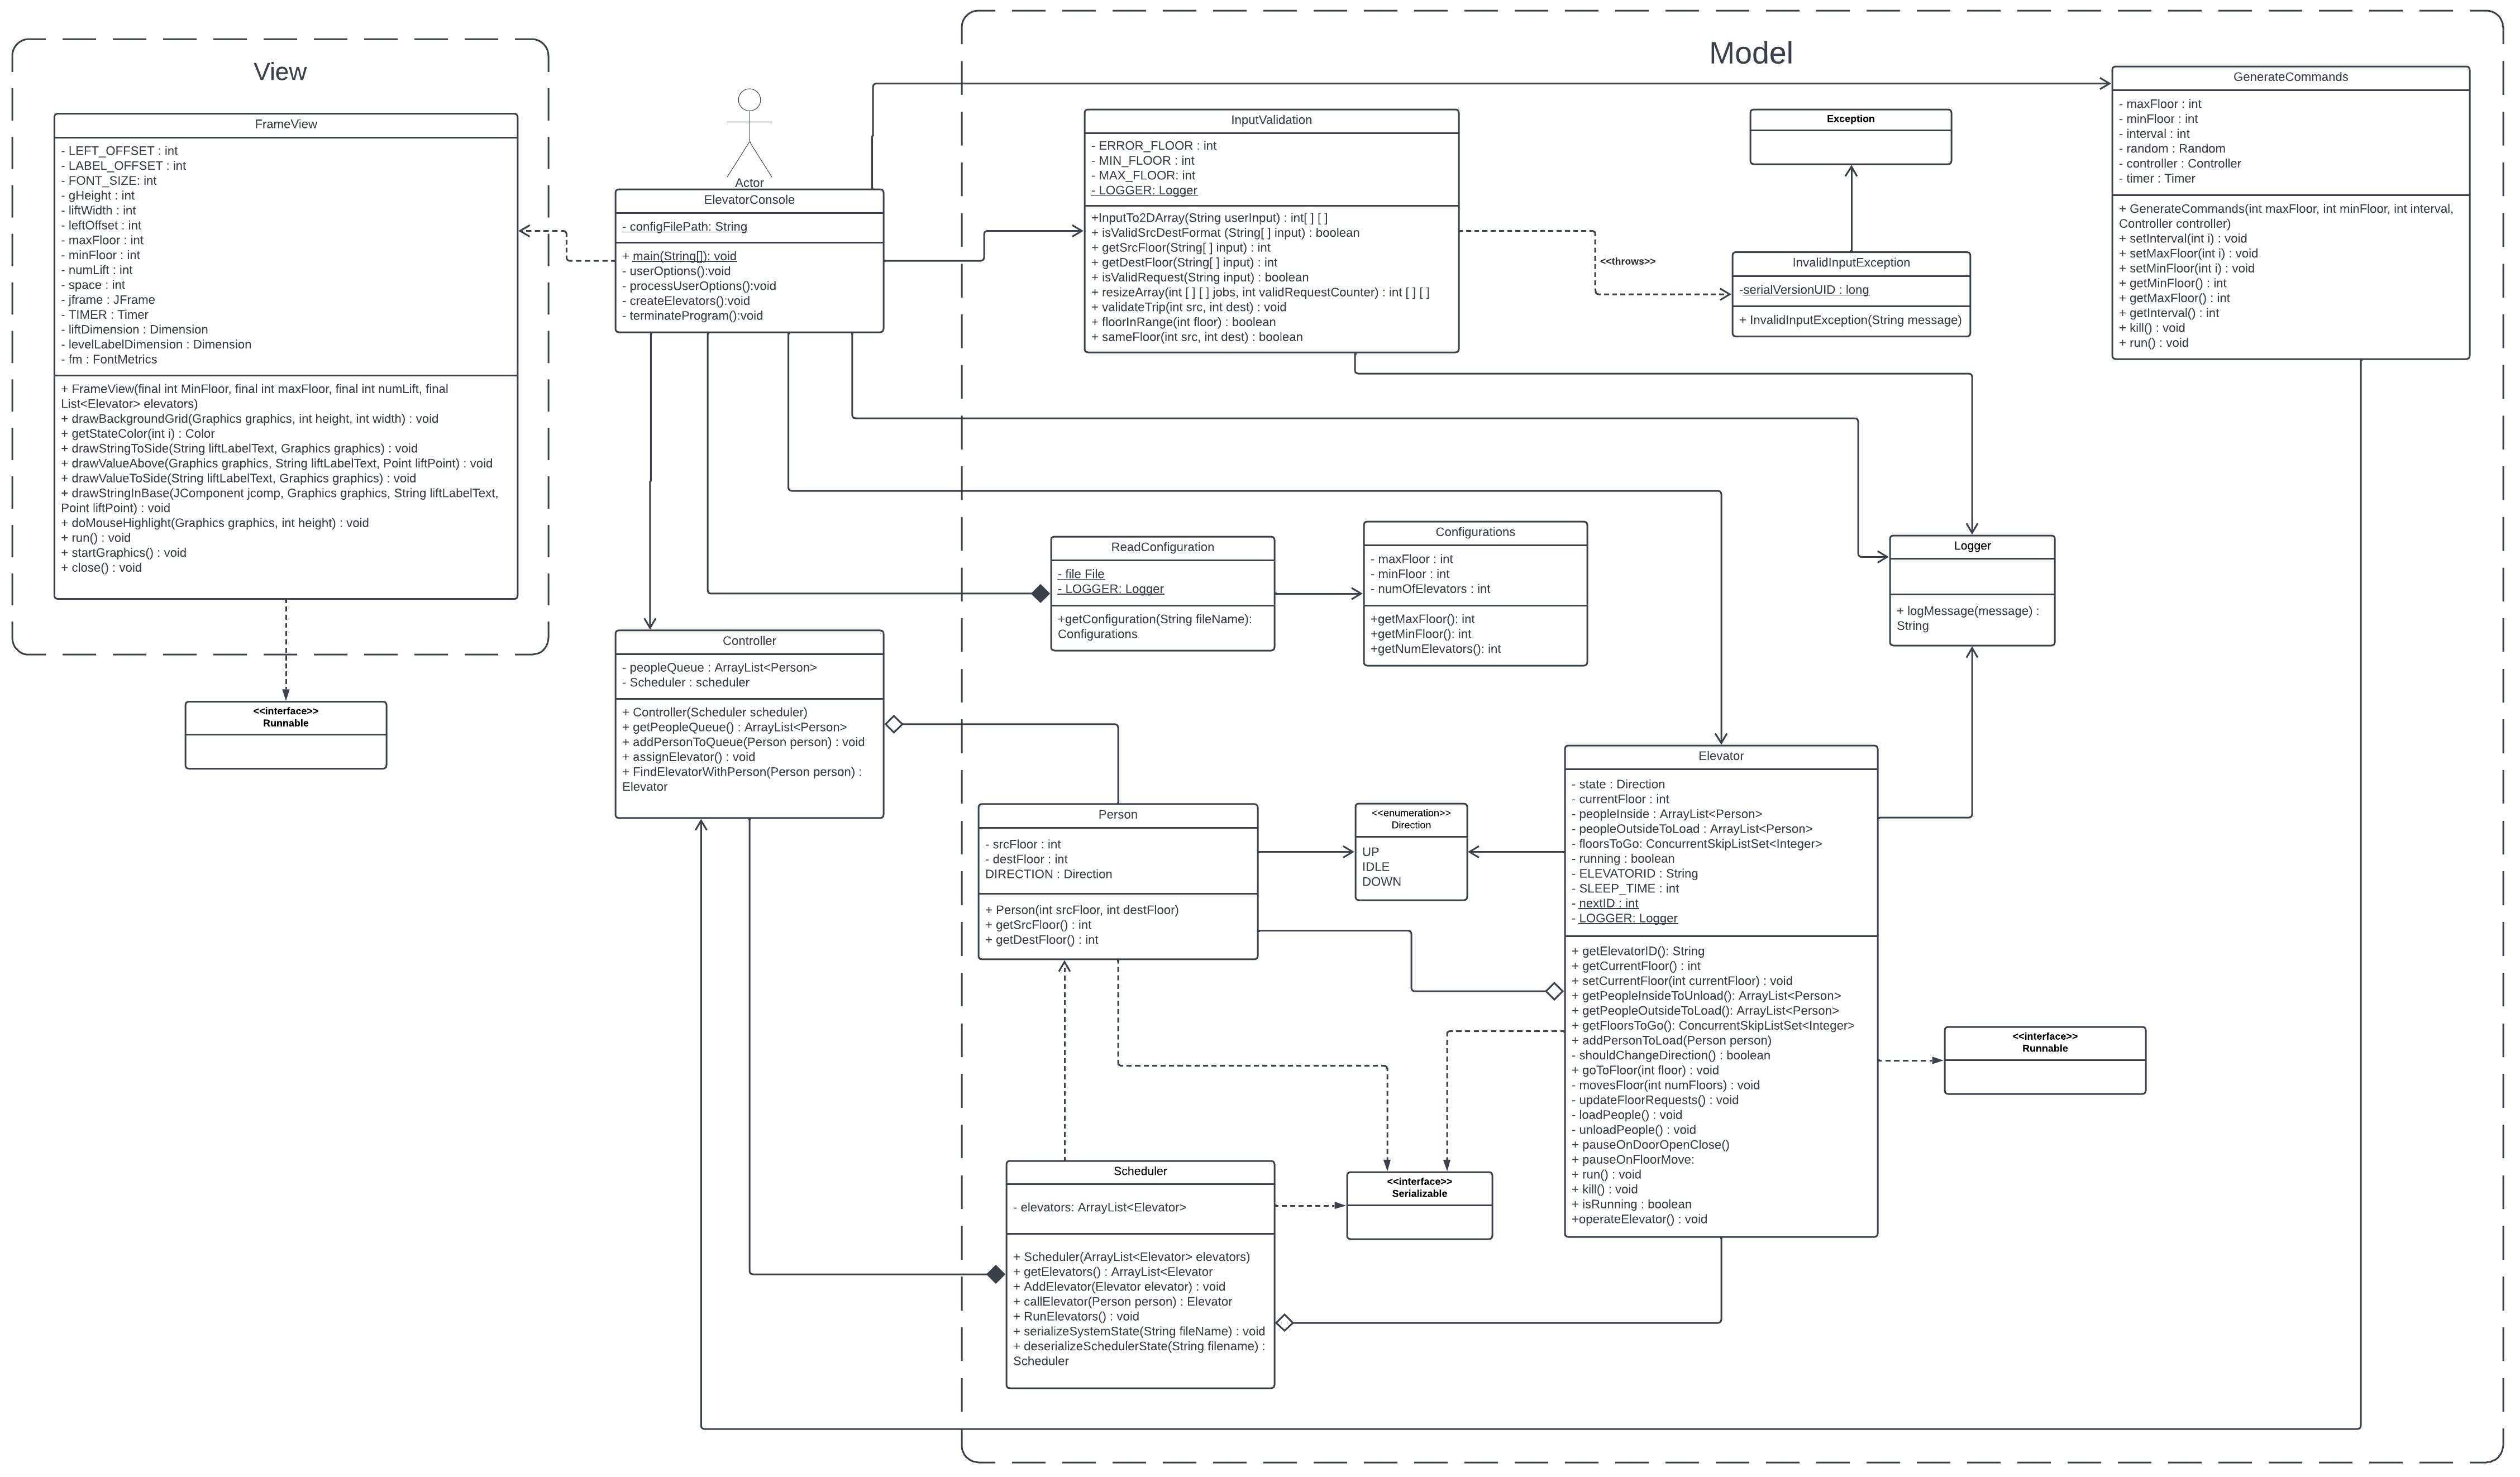 View
FrameView
- LEFT_OFFSET : int
- LABEL_OFFSET : int
- FONT_SIZE: int
- gHeight : int
- liftWidth : int
- leftOffset : int
- maxFloor : int
- minFloor : int
- numLift : int
- space : int
- jframe : JFrame
- TIMER : Timer
- liftDimension : Dimension
- levelLabelDimension : Dimension
- fm : FontMetrics
+ FrameView(final int MinFloor, final int maxFloor, final int numLift, final
List<Elevator> elevators)
+ drawBackgroundGrid(Graphics graphics, int height, int width) : void
+ getStateColor(int i) : Color
+ drawStringToSide(String liftLabelText, Graphics graphics) : void
+ drawValueAbove(Graphics graphics, String liftLabelText, Point liftPoint) : void
+ drawValueToSide(String liftLabelText, Graphics graphics) : void
+ drawStringInBase(JComponent jcomp, Graphics graphics, String liftLabelText,
Point liftPoint) : void
+ doMouseHighlight(Graphics graphics, int height) : void
+ run() : void
+ startGraphics() : void
+ close() : void
<<interface>>
Runnable
Actor
ElevatorConsole
- configFilePath: String
+ main(String[]): void
- userOptions():void
- processUserOptions():void
- createElevators():void
- terminateProgram():void
Controller
- peopleQueue : ArrayList<Person>
- Scheduler : scheduler
+ Controller(Scheduler scheduler)
+ getPeopleQueue() : ArrayList<Person>
+ addPersonToQueue(Person person) : void
+ assignElevator() : void
+ FindElevatorWithPerson(Person person) :
Elevator
Model
InputValidation
- ERROR_FLOOR : int
- MIN_FLOOR : int
- MAX_FLOOR: int
- LOGGER: Logger
+InputTo2DArray(String userInput) : int[ ] [ ]
+ isValidSrcDestFormat (String[ ] input) : boolean
+ getSrcFloor(String[ ] input) : int
+ getDestFloor(String[ ] input) : int
+ isValidRequest(String input) : boolean
+ resizeArray(int [ ] [ ] jobs, int validRequestCounter) : int [ ] [ ]
+ validateTrip(int src, int dest) : void
+ floorInRange(int floor) : boolean
+ sameFloor(int src, int dest) : boolean
<<throws>>
Exception
InvalidInputException
-serialVersionUID : long
+ InvalidInputException(String message)
GenerateCommands
- maxFloor : int
- minFloor : int
- interval : int
- random : Random
- controller : Controller
- timer : Timer
+ GenerateCommands(int maxFloor, int minFloor, int interval,
Controller controller)
+ setInterval(int i) : void
+ setMaxFloor(int i) : void
+ setMinFloor(int i) : void
+ getMinFloor() : int
+ getMaxFloor() : int
+ getInterval() : int
+ kill() : void
+ run() : void
ReadConfiguration
- file File
- LOGGER: Logger
+getConfiguration(String fileName):
Configurations
Configurations
- maxFloor : int
- minFloor : int
- numOfElevators : int
+getMaxFloor(): int
+getMinFloor(): int
+getNumElevators(): int
Logger
+ logMessage(message) :
String
Person
- srcFloor : int
- destFloor : int
DIRECTION : Direction
+ Person(int srcFloor, int destFloor)
+ getSrcFloor() : int
+ getDestFloor() : int
<<enumeration>>
Direction
UP
IDLE
DOWN
Elevator
- state : Direction
- currentFloor : int
- peopleInside : ArrayList<Person>
- peopleOutsideToLoad : ArrayList<Person>
- floorsToGo: ConcurrentSkipListSet<Integer>
- running : boolean
- ELEVATORID : String
- SLEEP_TIME : int
- nextID : int
- LOGGER: Logger
+ getElevatorID(): String
+ getCurrentFloor() : int
+ setCurrentFloor(int currentFloor) : void
+ getPeopleInsideToUnload(): ArrayList<Person>
+ getPeopleOutsideToLoad(): ArrayList<Person>
+ getFloorsToGo(): ConcurrentSkipListSet<Integer>
+ addPersonToLoad(Person person)
- shouldChangeDirection() : boolean
+ goToFloor(int floor) : void
- movesFloor(int numFloors) : void
- updateFloorRequests() : void
- loadPeople() : void
- unloadPeople() : void
+ pauseOnDoorOpenClose()
+ pauseOnFloorMove:
+ run() : void
+ kill() : void
+ isRunning : boolean
+operateElevator() : void
<<interface>>
Runnable
Scheduler
- elevators: ArrayList<Elevator>
+ Scheduler(ArrayList<Elevator> elevators)
+ getElevators() : ArrayList<Elevator
+ AddElevator(Elevator elevator) : void
+ callElevator(Person person) : Elevator
+ RunElevators() : void
+ serializeSystemState(String fileName) : void
+ deserializeSchedulerState(String filename) :
Scheduler
<<interface>>
Serializable